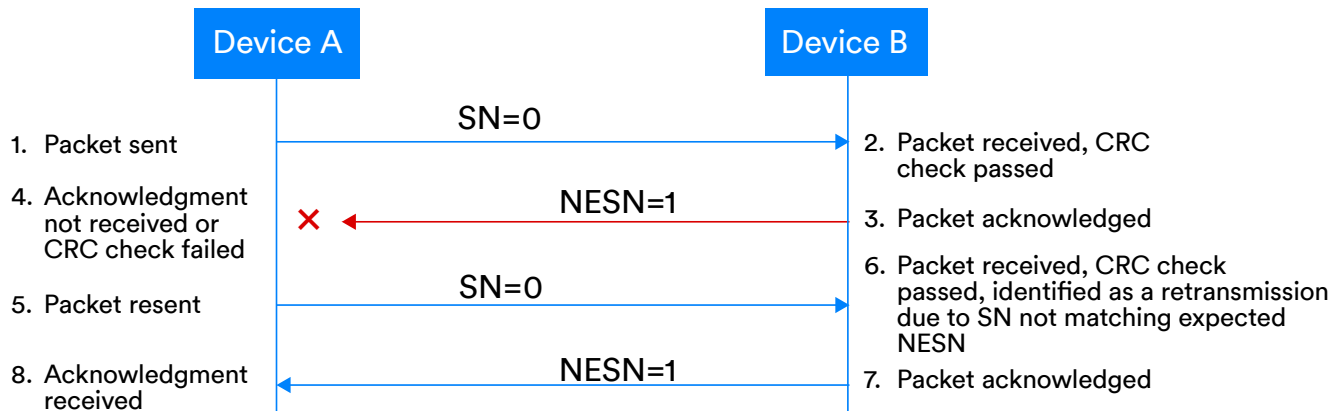 Device A
Device B
SN=0
1. Packet sent
2. Packet received, CRC
check passed
4. Acknowledgment
not received or
CRC check failed
NESN=1
3. Packet acknowledged
5. Packet resent
SN=0
6. Packet received, CRC check
passed, identified as a retransmission
due to SN not matching expected
NESN
8. Acknowledgment
received
NESN=1
7. Packet acknowledged